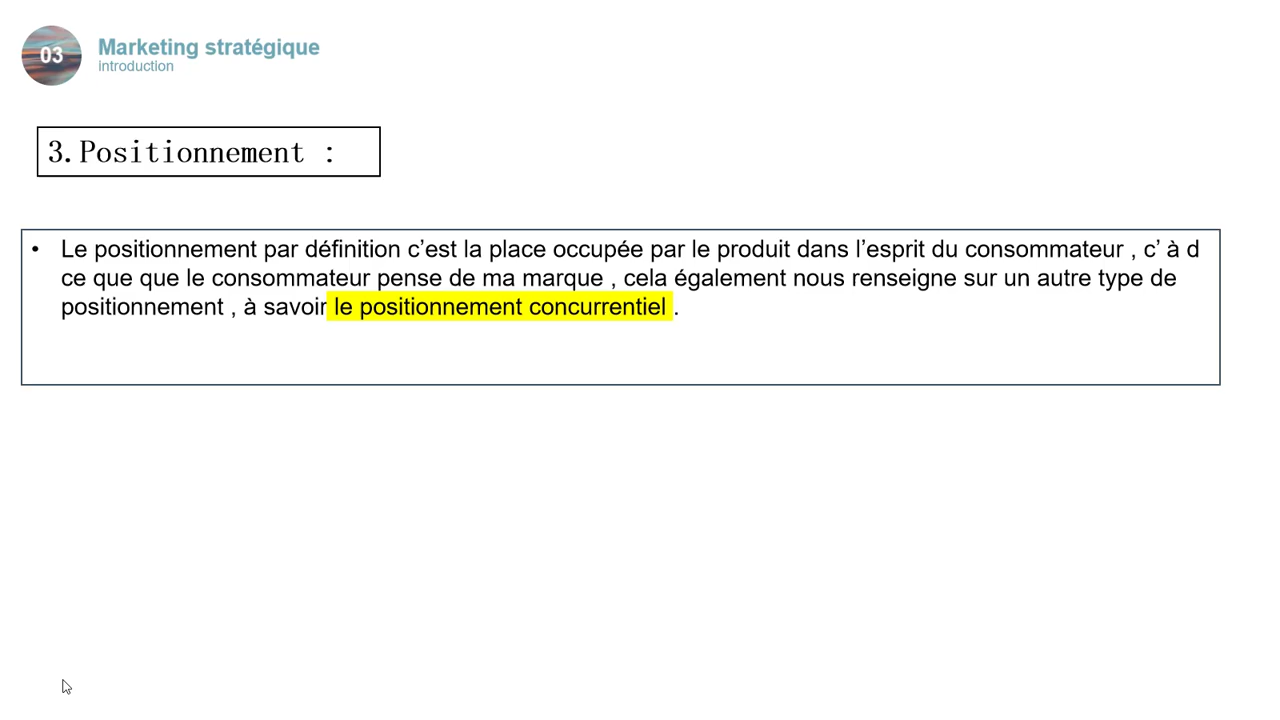 03
Marketing stratégique
introduction
3.Positionnement :
• Le positionnement par définition c’est la place occupée par le produit dans l’esprit du consommateur , c’ à d
ce que que le consommateur pense de ma marque , cela également nous renseigne sur un autre type de
positionnement , à savoir le positionnement concurrentiel .